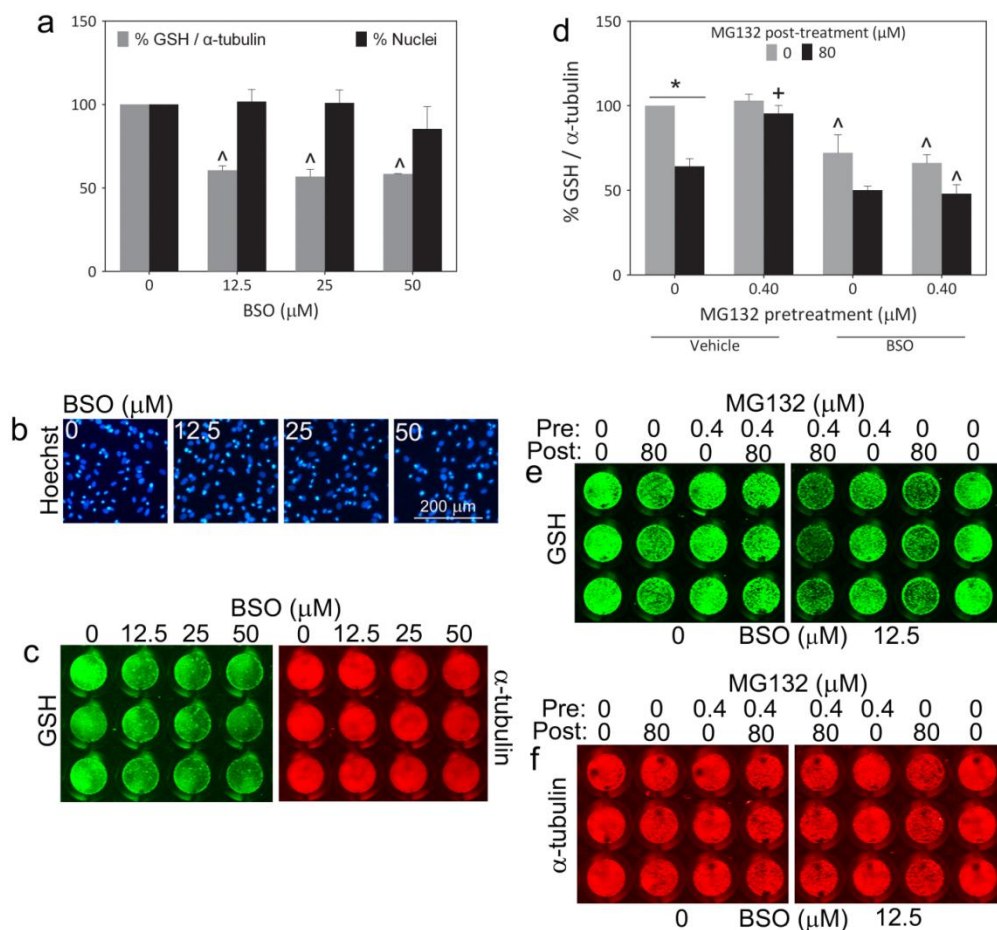 a
% GSH / α-tubulin
% Nuclei
150
100
50
0
^
^
^
0
12.5
25
50
BSO (μM)
d
MG132 post-treatment (μM)
0
80
% GSH / α-tubulin
150
100
50
0
*
+
^
^
^
0
0.40
0
0.40
MG132 pretreatment (μM)
Vehicle
BSO
b
BSO (μM)
Hoechst
0
12.5
25
50
200 μm
c
BSO (μM)
0 12.5 25 50 0 12.5 25 50
GSH
α-tubulin
e
MG132 (μM)
Pre: 0 0 0.4 0.4 0.4 0.4 0 0
Post: 0 80 0 80 80 0 80 0
GSH
0 BSO (μM) 12.5
f
MG132 (μM)
Pre: 0 0 0.4 0.4 0.4 0.4 0 0
Post: 0 80 0 80 80 0 80 0
α-tubulin
0 BSO (μM) 12.5